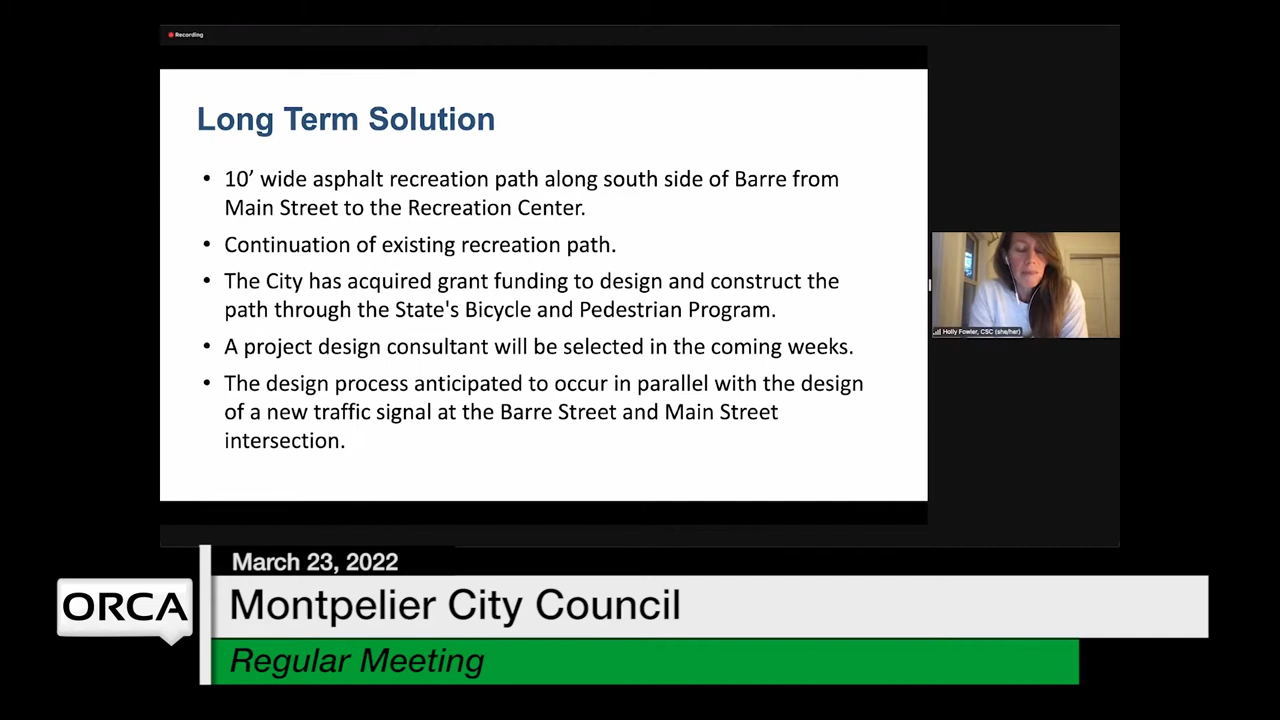 Recording
Long Term Solution
• 10’ wide asphalt recreation path along south side of Barre from
Main Street to the Recreation Center.
• Continuation of existing recreation path.
• The City has acquired grant funding to design and construct the
path through the State's Bicycle and Pedestrian Program.
• A project design consultant will be selected in the coming weeks.
• The design process anticipated to occur in parallel with the design
of a new traffic signal at the Barre Street and Main Street
intersection.
Holly Fowler, CSC (she/her)
March 23, 2022
ORCA
Montpelier City Council
Regular Meeting